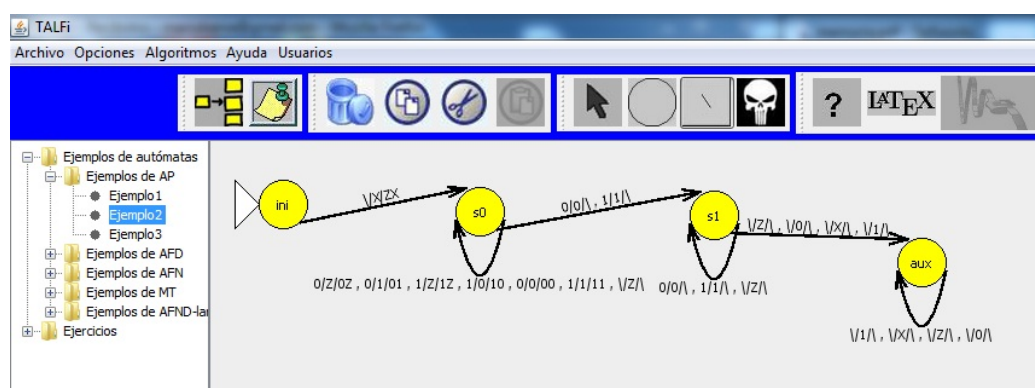 TALFi
Archivo Opciones Algoritmos Ayuda Usuarios
? LATEX
Ejemplos de autómatas
Ejemplos de AP
Ejemplo1
Ejemplo2
Ejemplo3
Ejemplos de AFD
Ejemplos de AFN
Ejemplos de MT
Ejemplos de AFND-la
Ejercicios
ini
\/X/ZX
s0
0/0/\ , 1/1/\
s1
\/Z/\ , \/0/\ , \/X/\ , \/1/\
aux
0/Z/0Z , 0/1/01 , 1/Z/1Z , 1/0/10 , 0/0/00 , 1/1/11 , \/Z/\
0/0/\ , 1/1/\ , \/Z/\
\/1/\ , \/X/\ , \/Z/\ , \/0/\